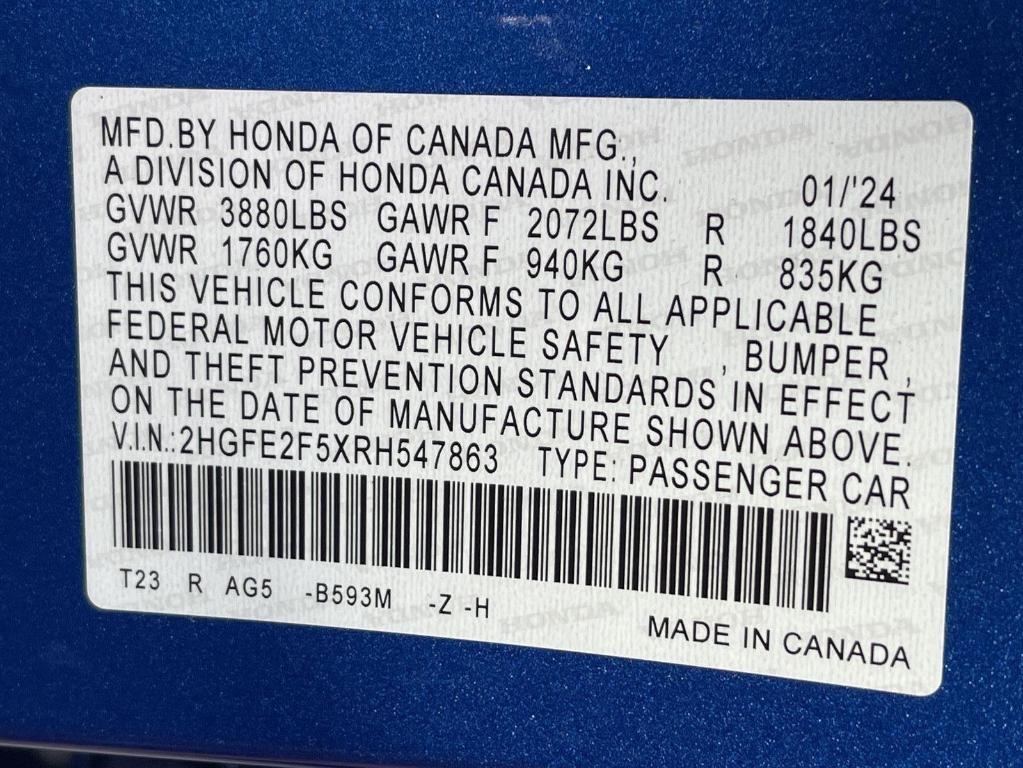 MFD.BY HONDA OF CANADA MFG.,
A DIVISION OF HONDA CANADA INC. 01/'24
GVWR 3880LBS GAWR F 2072LBS R 1840LBS
GVWR 1760KG GAWR F 940KG R 835KG
THIS VEHICLE CONFORMS TO ALL APPLICABLE
FEDERAL MOTOR VEHICLE SAFETY , BUMPER ,
AND THEFT PREVENTION STANDARDS IN EFFECT
ON THE DATE OF MANUFACTURE SHOWN ABOVE.
V.I.N.: 2HGFE2F5XRH547863 TYPE: PASSENGER CAR
T23 R AG5 -B593M -Z -H
MADE IN CANADA